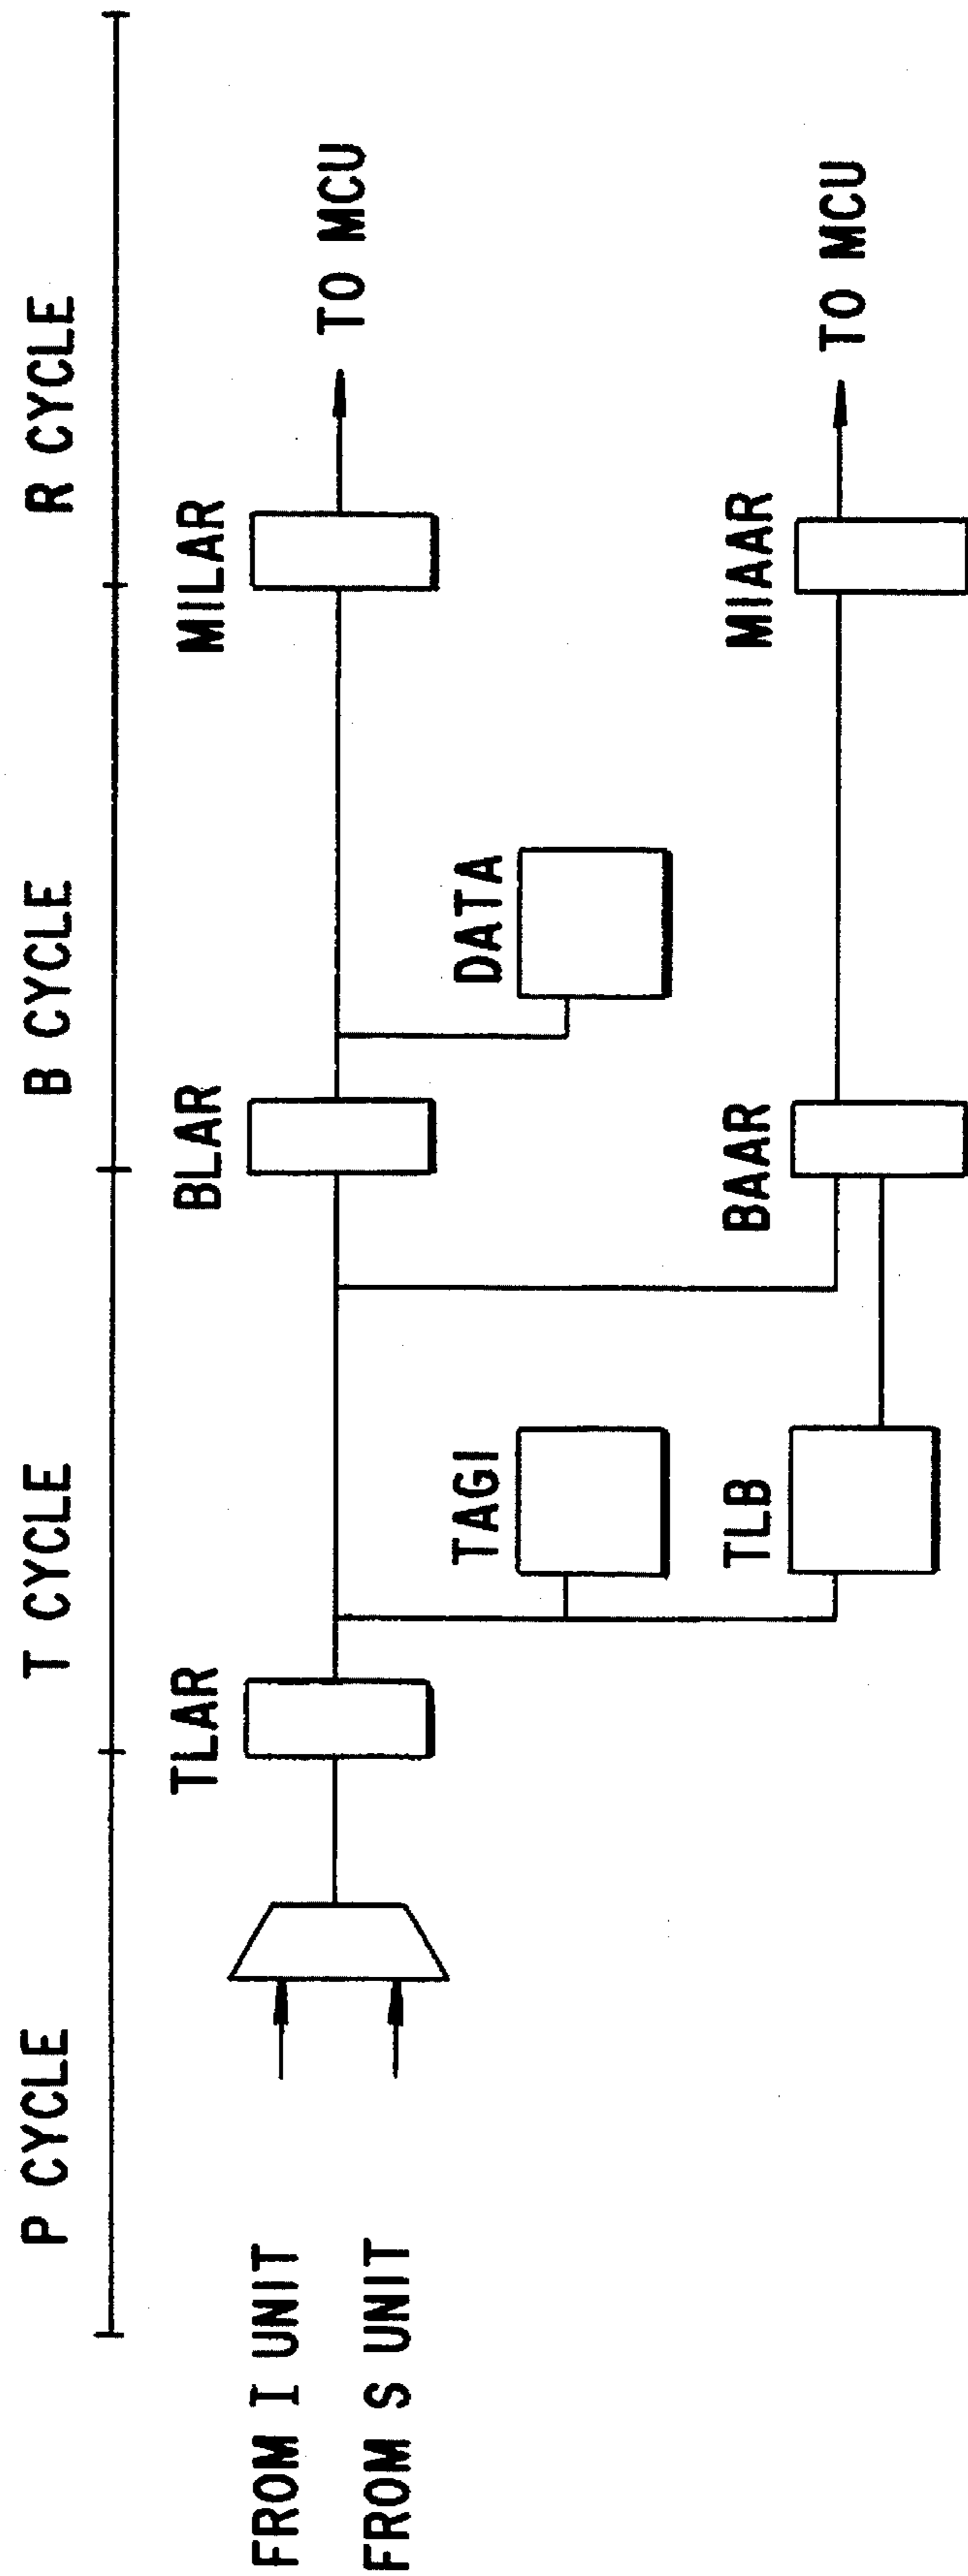 P CYCLE
T CYCLE
B CYCLE
R CYCLE
TLAR
BLAR
MILAR
FROM I UNIT
TO MCU
FROM S UNIT
TAGI
DATA
TLB
BAAR
MIAAR
TO MCU